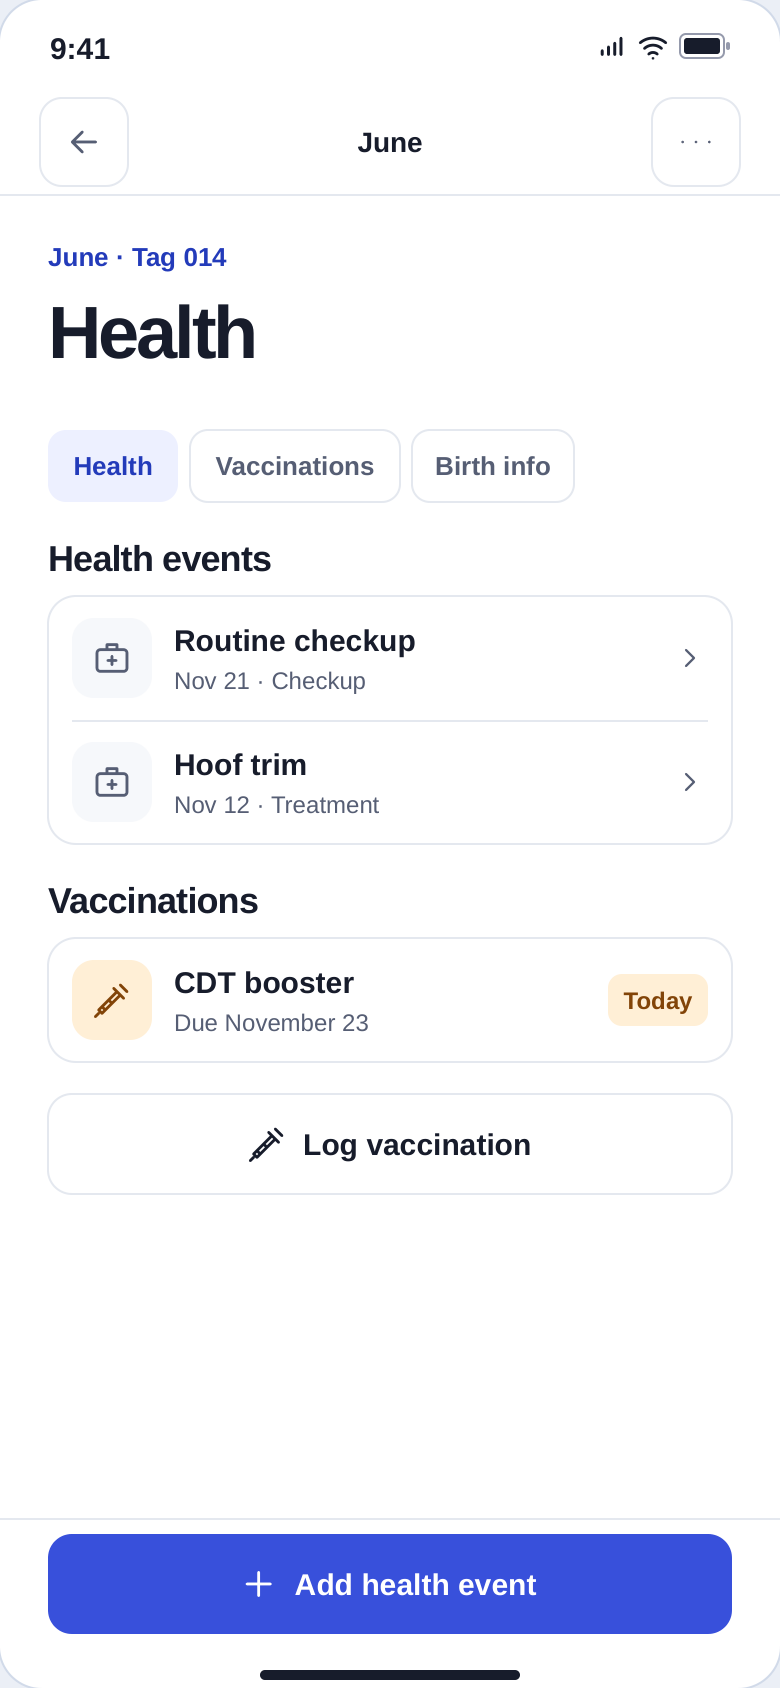 9:41
June
June · Tag 014
Health
Health
Vaccinations
Birth info
Health events
Routine checkup
Nov 21 · Checkup
Hoof trim
Nov 12 · Treatment
Vaccinations
CDT booster
Due November 23
Today
Log vaccination
Add health event